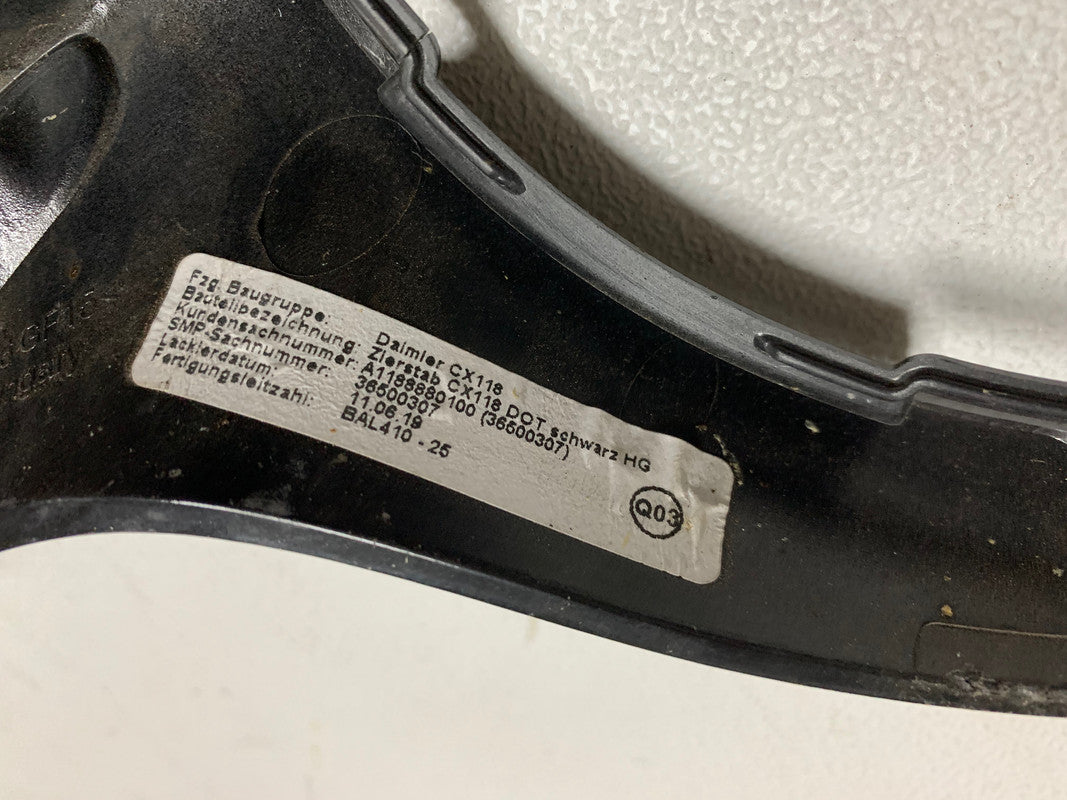 Fzg. Baugruppe: Daimler CX118
Bauteilbezeichnung: Zierstab CX118 DOT schwarz HG
Kundensachnummer: A1188880100 (36500307)
SMP-Sachnummer: 36500307
Lackierdatum: 11.06.19
Fertigungsleitzahl: BAL410 - 25
Q03